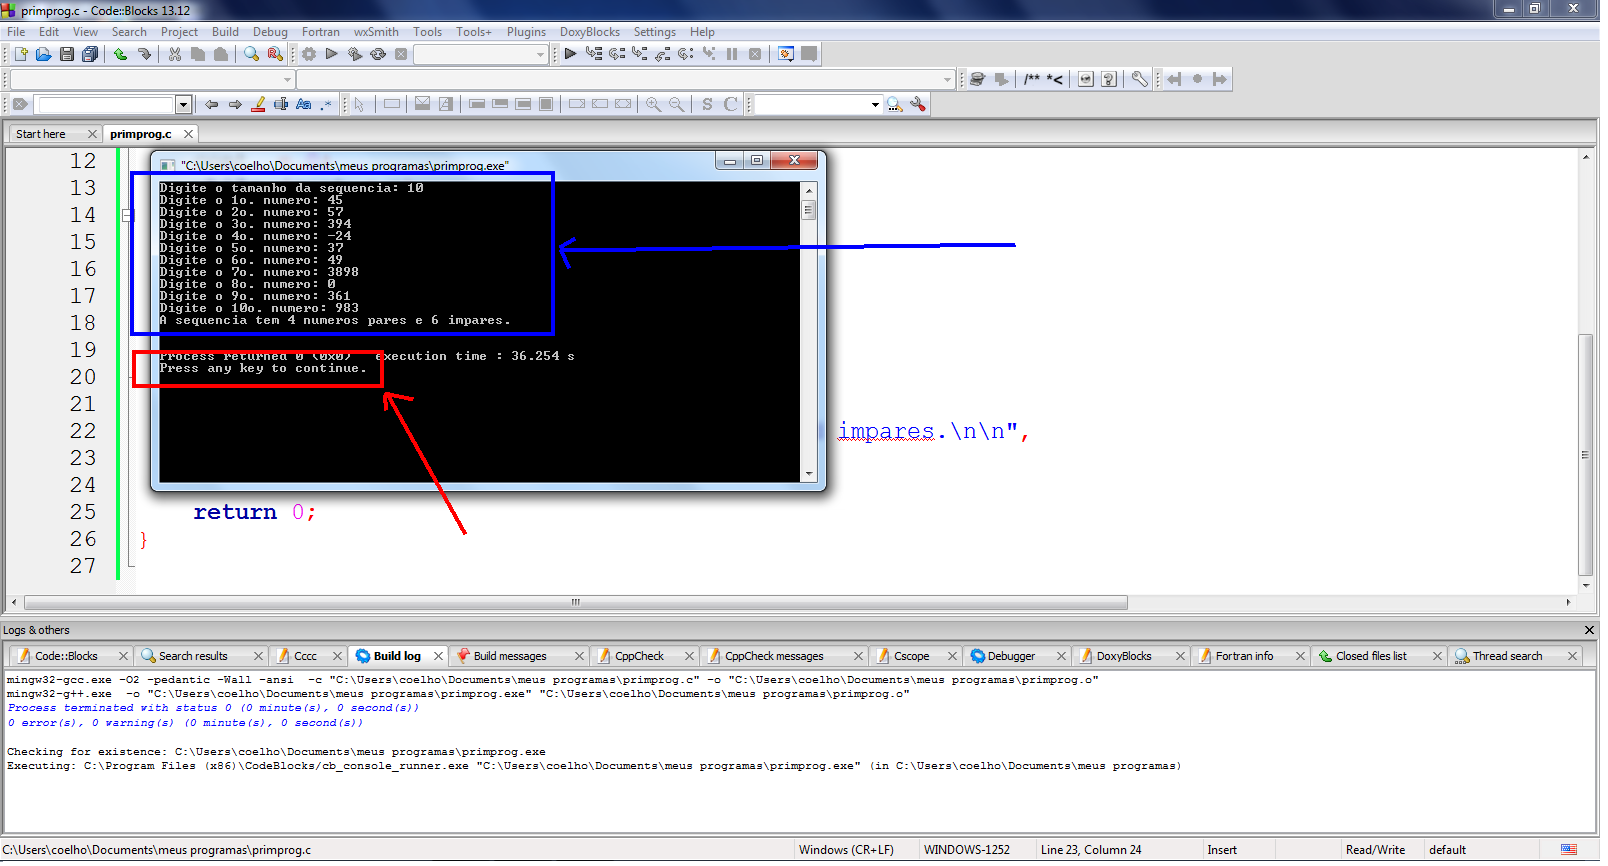 primprog.c - Code::Blocks 13.12
File Edit View Search Project Build Debug Fortran wxSmith Tools Tools+ Plugins DoxyBlocks Settings Help
/** *<
Aa .*
S C
Start here primprog.c
12
13
14
15
16
17
18
19
20
21
22 impares.\n\n",
23
24
25 return 0;
26 }
27
"C:\Users\coelho\Documents\meus programas\primprog.exe"
Digite o tamanho da sequencia: 10
Digite o 1o. numero: 45
Digite o 2o. numero: 57
Digite o 3o. numero: 394
Digite o 4o. numero: -24
Digite o 5o. numero: 37
Digite o 6o. numero: 49
Digite o 7o. numero: 3898
Digite o 8o. numero: 0
Digite o 9o. numero: 361
Digite o 10o. numero: 983
A sequencia tem 4 numeros pares e 6 impares.
Process returned 0 (0x0) execution time : 36.254 s
Press any key to continue.
Logs & others
Code::Blocks Search results Cccc Build log Build messages CppCheck CppCheck messages Cscope Debugger DoxyBlocks Fortran info Closed files list Thread search
mingw32-gcc.exe -O2 -pedantic -Wall -ansi -c "C:\Users\coelho\Documents\meus programas\primprog.c" -o "C:\Users\coelho\Documents\meus programas\primprog.o"
mingw32-g++.exe -o "C:\Users\coelho\Documents\meus programas\primprog.exe" "C:\Users\coelho\Documents\meus programas\primprog.o"
Process terminated with status 0 (0 minute(s), 0 second(s))
0 error(s), 0 warning(s) (0 minute(s), 0 second(s))
Checking for existence: C:\Users\coelho\Documents\meus programas\primprog.exe
Executing: C:\Program Files (x86)\CodeBlocks/cb_console_runner.exe "C:\Users\coelho\Documents\meus programas\primprog.exe" (in C:\Users\coelho\Documents\meus programas)
C:\Users\coelho\Documents\meus programas\primprog.c Windows (CR+LF) WINDOWS-1252 Line 23, Column 24 Insert Read/Write default